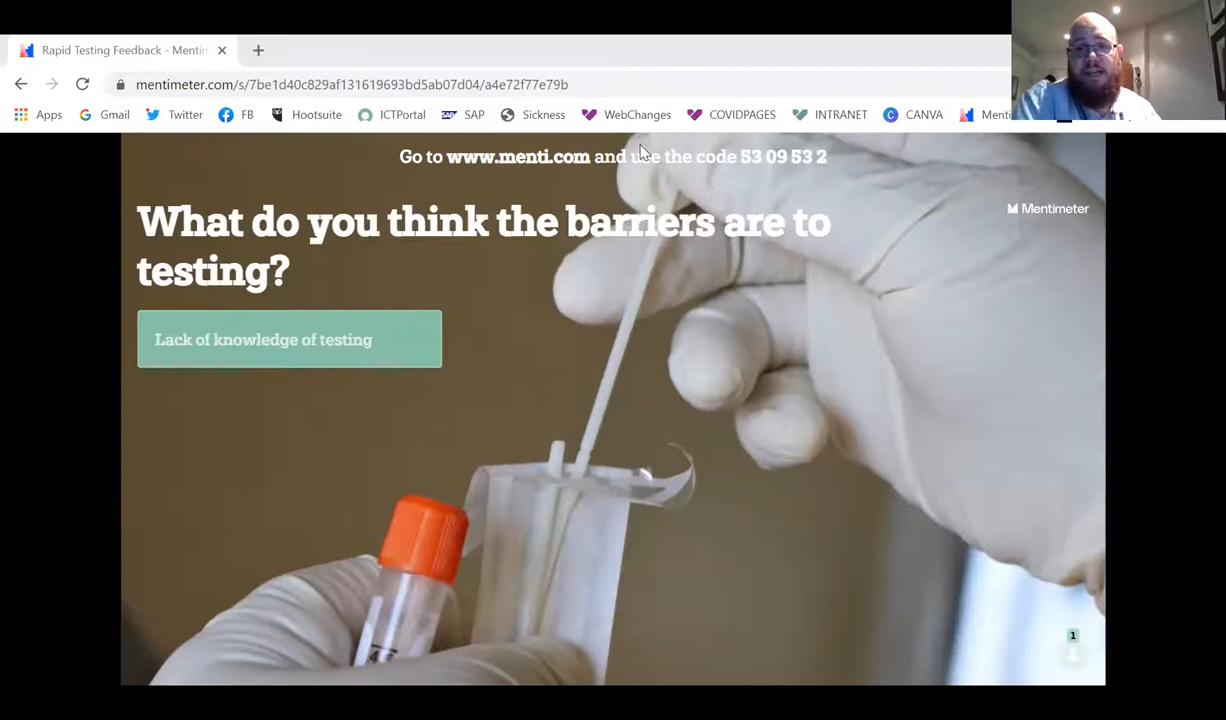 Rapid Testing Feedback - Mentin
mentimeter.com/s/7be1d40c829af131619693bd5ab07d04/a4e72f77e79b
Apps Gmail Twitter FB Hootsuite ICTPortal SAP Sickness WebChanges COVIDPAGES INTRANET CANVA Menti
Go to www.menti.com and use the code 53 09 53 2
Mentimeter
What do you think the barriers are to
testing?
Lack of knowledge of testing
1